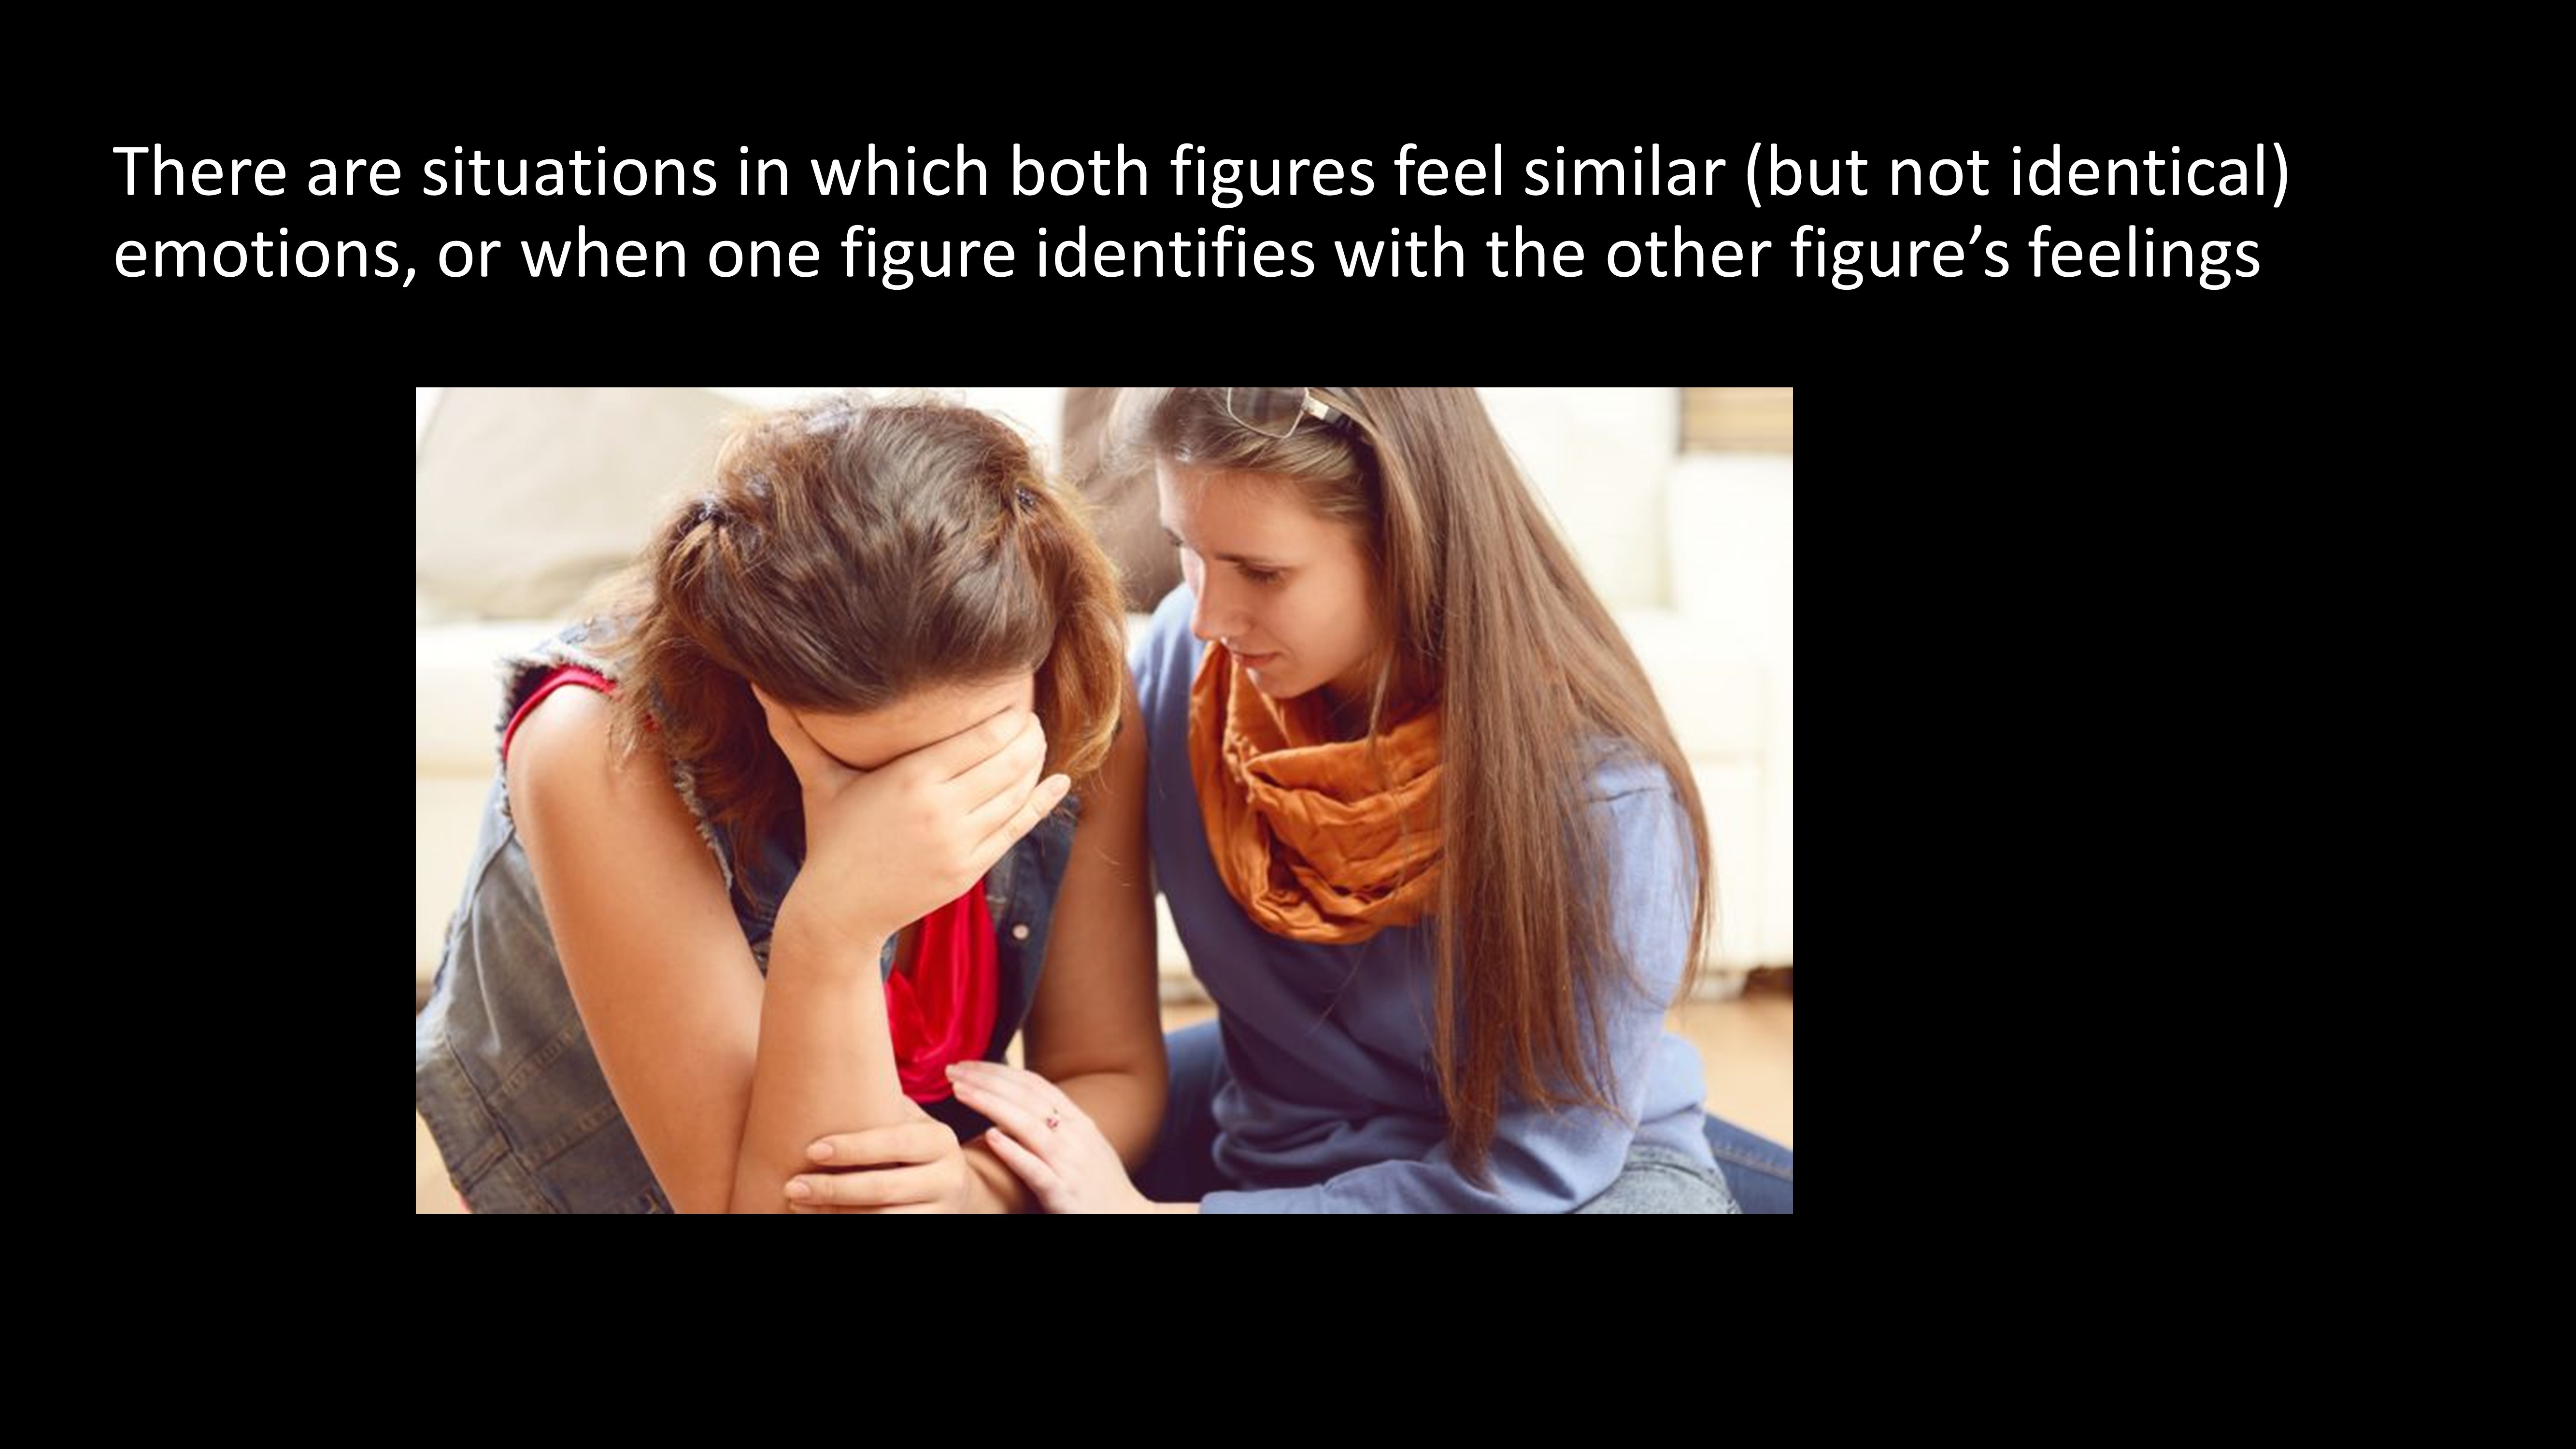 There are situations in which both figures feel similar (but not identical)
emotions, or when one figure identifies with the other figure’s feelings